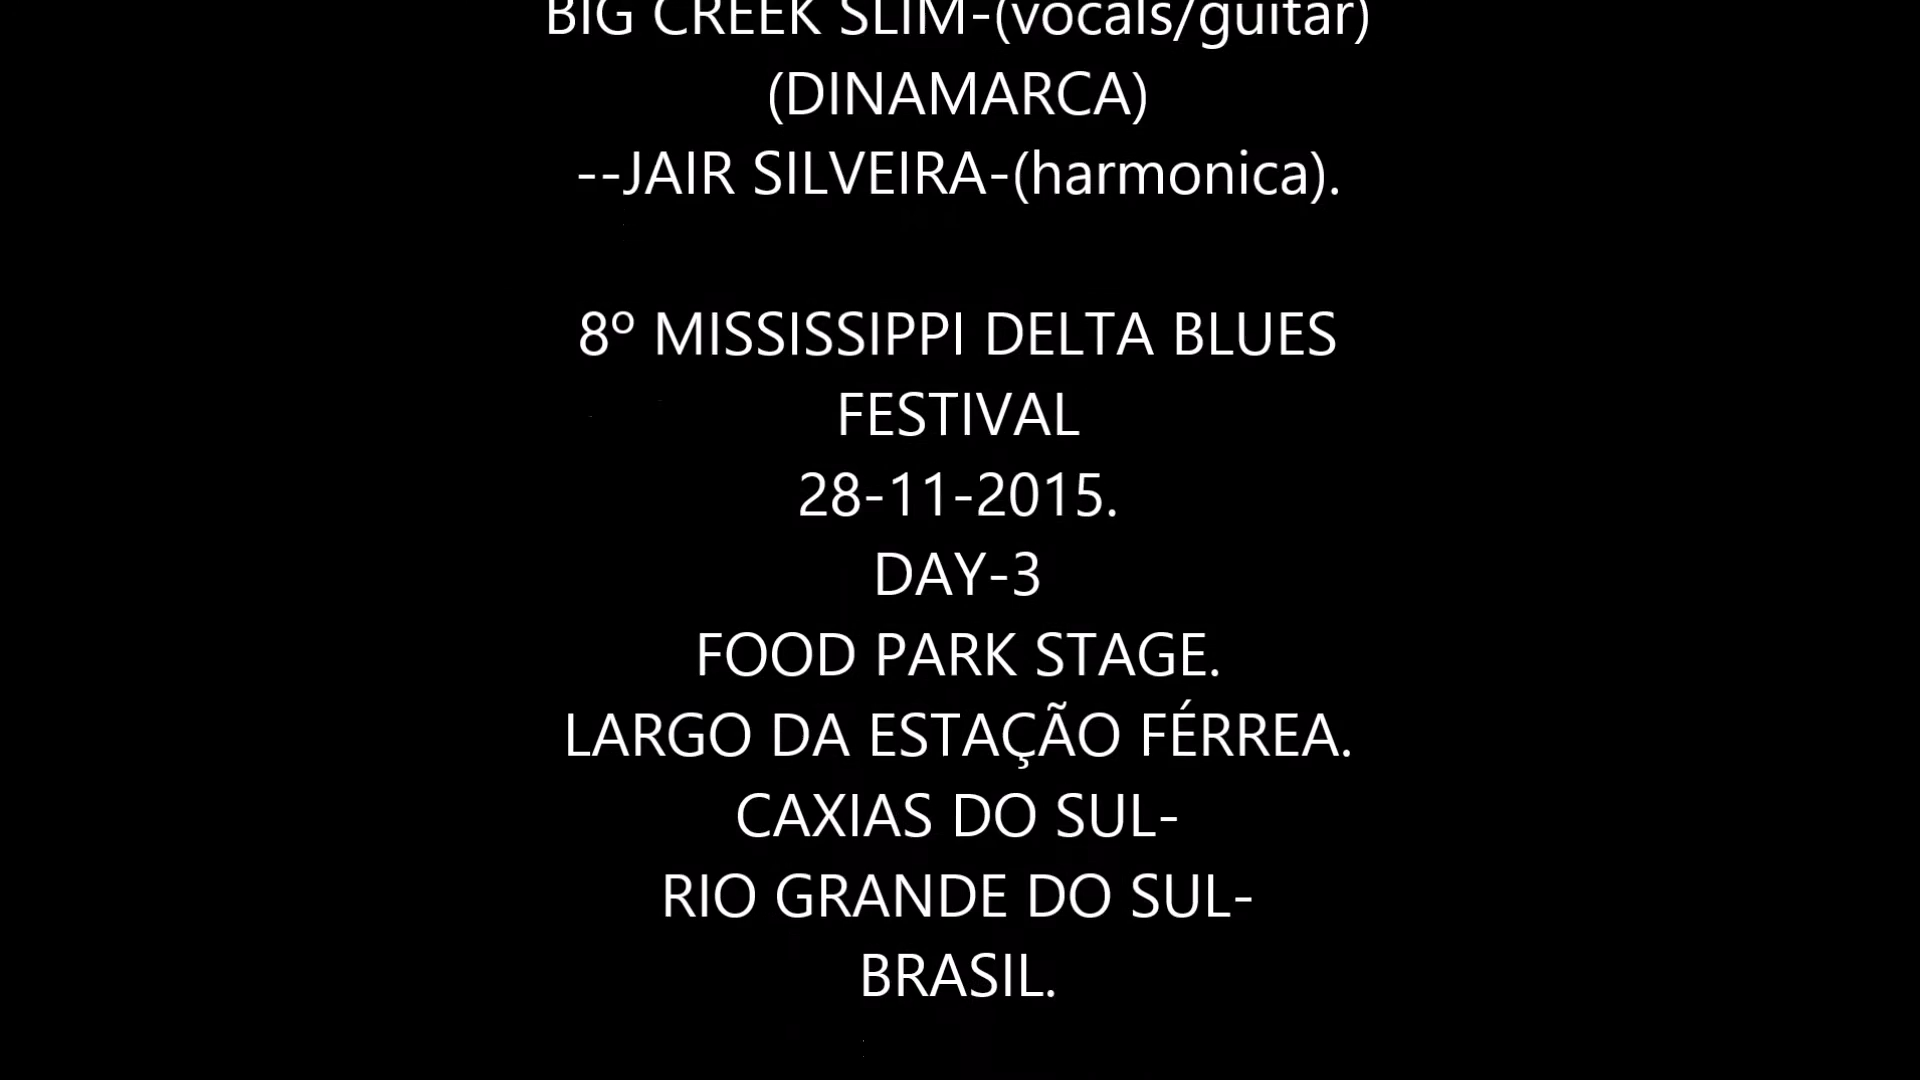 BIG CREEK SLIM-(vocals/guitar)
(DINAMARCA)
--JAIR SILVEIRA-(harmonica).
8º MISSISSIPPI DELTA BLUES
FESTIVAL
28-11-2015.
DAY-3
FOOD PARK STAGE.
LARGO DA ESTAÇÃO FÉRREA.
CAXIAS DO SUL-
RIO GRANDE DO SUL-
BRASIL.